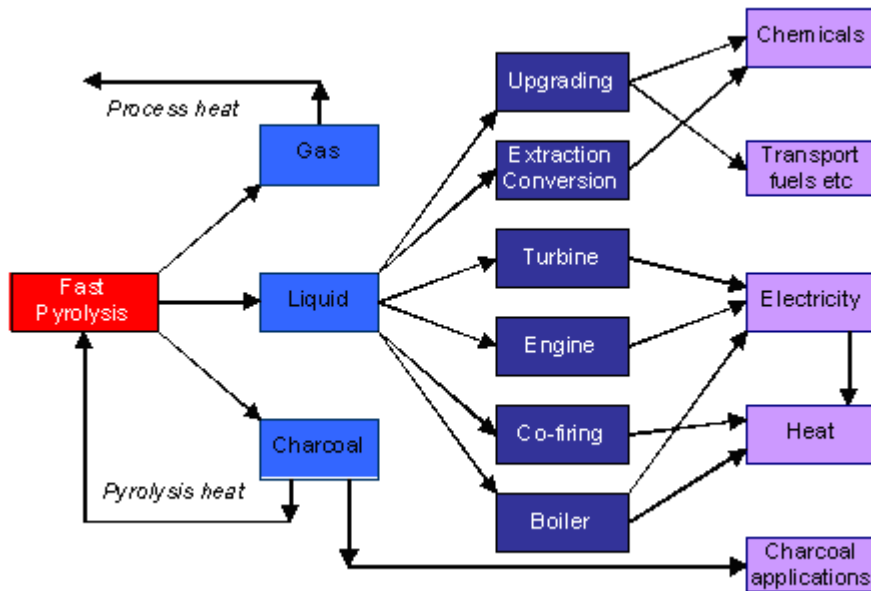 Process heat
Gas
Fast
Pyrolysis
Liquid
Charcoal
Pyrolysis heat
Upgrading
Extraction
Conversion
Turbine
Engine
Co-firing
Boiler
Chemicals
Transport
fuels etc
Electricity
Heat
Charcoal
applications